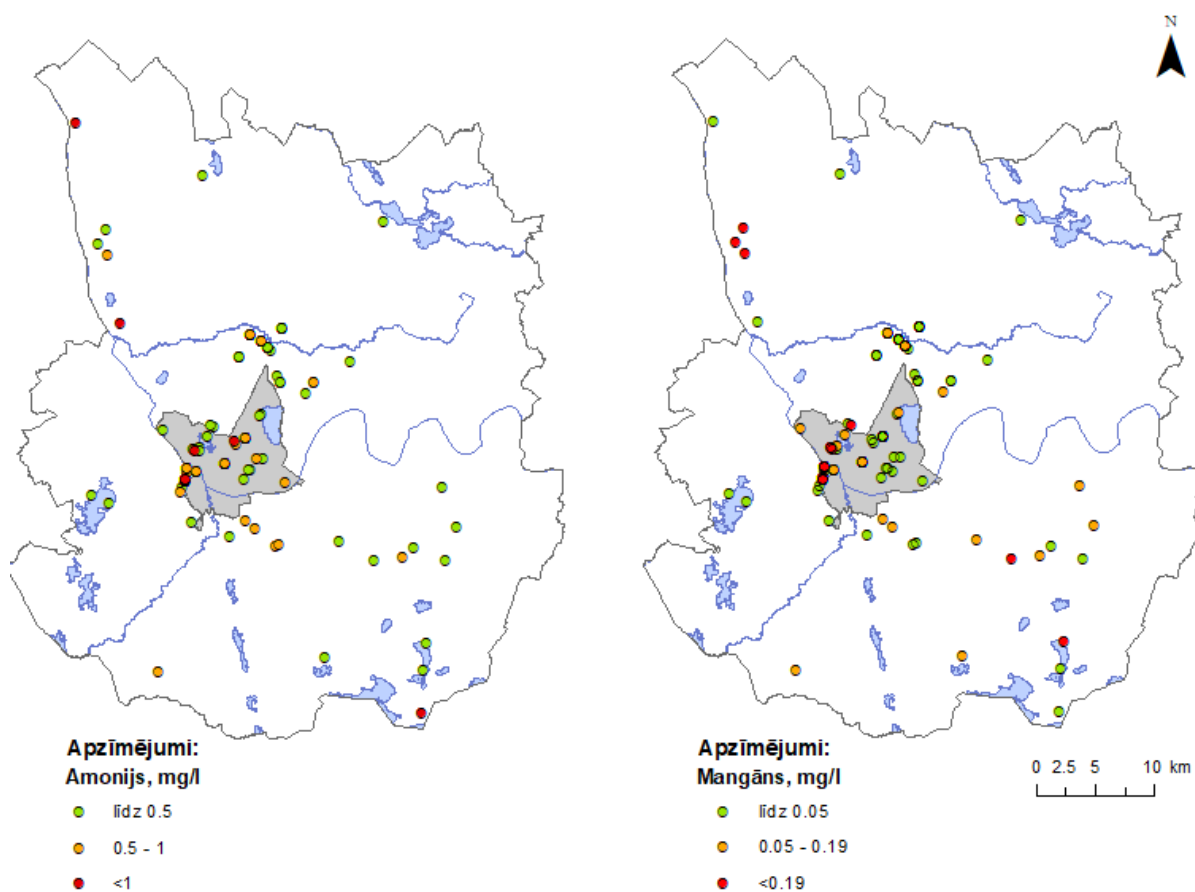 N
Apzīmējumi:
Amonijs, mg/l
līdz 0.5
0.5 - 1
<1
Apzīmējumi:
Mangāns, mg/l
līdz 0.05
0.05 - 0.19
<0.19
0 2.5 5 10 km